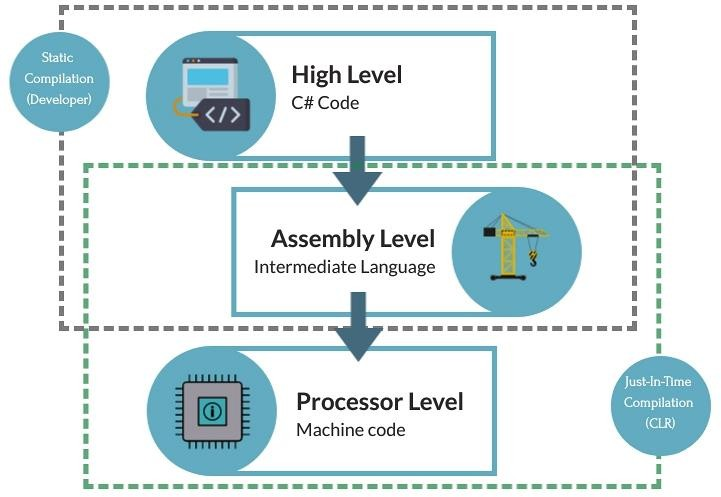 Static
Compilation
(Developer)
High Level
C# Code
</>
Assembly Level
Intermediate Language
Processor Level
Machine code
Just-In-Time
Compilation
(CLR)